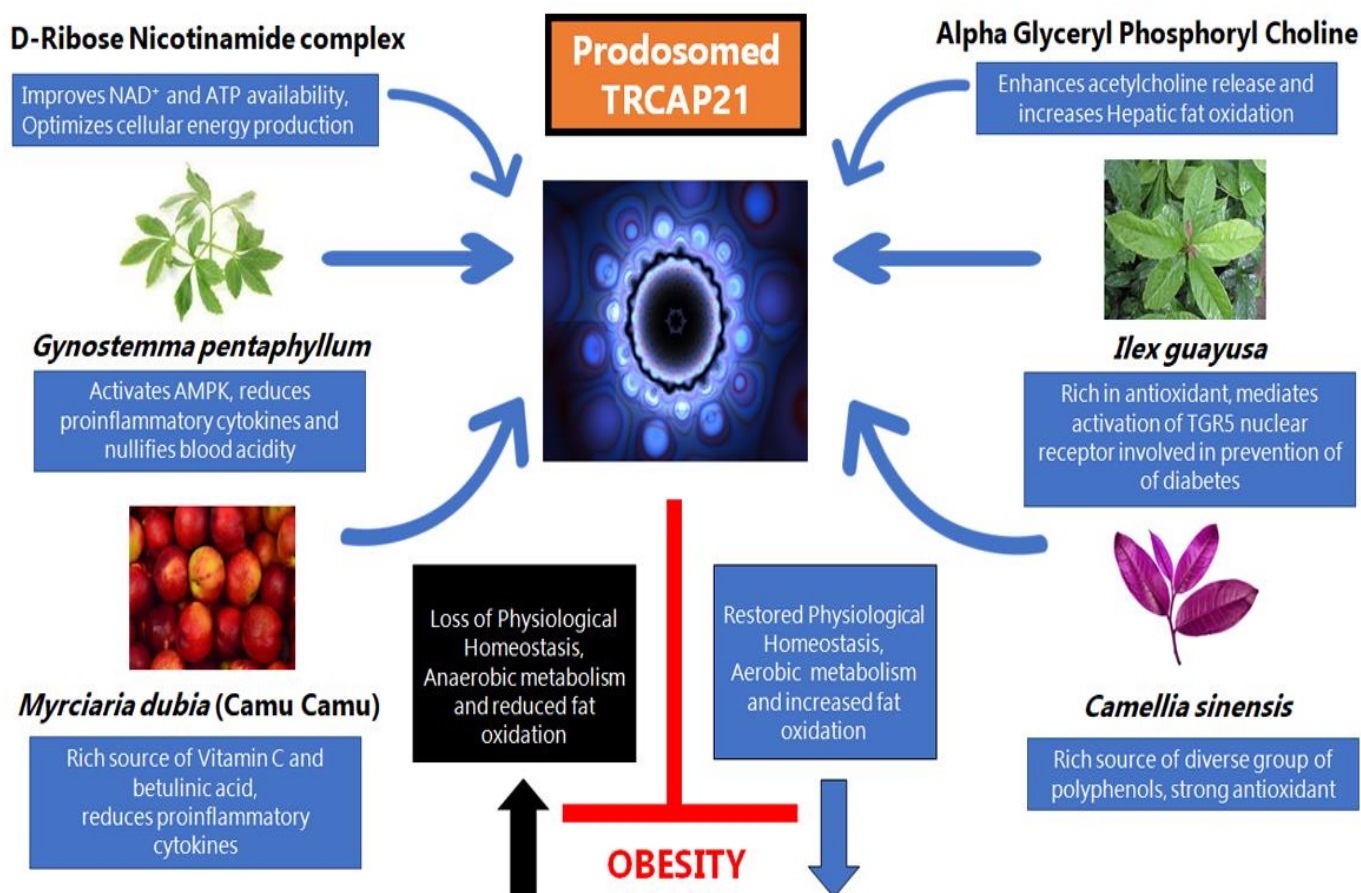 D-Ribose Nicotinamide complex
Improves NAD⁺ and ATP availability,
Optimizes cellular energy production
Gynostemma pentaphyllum
Activates AMPK, reduces
proinflammatory cytokines and
nullifies blood acidity
Myrciaria dubia (Camu Camu)
Rich source of Vitamin C and
betulinic acid,
reduces proinflammatory
cytokines
Prodosomed
TRCAP21
Alpha Glyceryl Phosphoryl Choline
Enhances acetylcholine release and
increases Hepatic fat oxidation
Ilex guayusa
Rich in antioxidant, mediates
activation of TGR5 nuclear
receptor involved in prevention of
of diabetes
Camellia sinensis
Rich source of diverse group of
polyphenols, strong antioxidant
Loss of Physiological
Homeostasis,
Anaerobic metabolism
and reduced fat
oxidation
Restored Physiological
Homeostasis,
Aerobic metabolism
and increased fat
oxidation
OBESITY